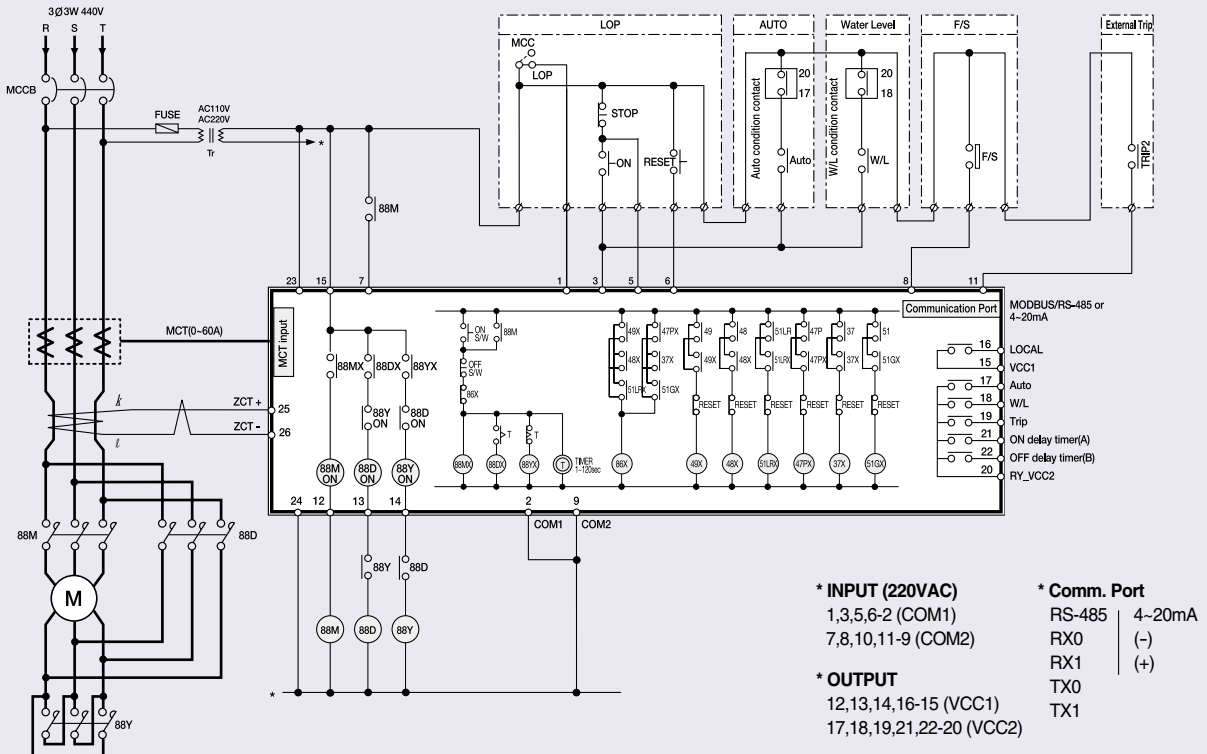 3Ø3W 440V
R S T
MCCB
FUSE
AC110V
AC220V
Tr
*
LOP
MCC
LOP
STOP
ON
RESET
AUTO
Auto condition contact
20
17
Auto
Water Level
W/L condition contact
20
18
W/L
F/S
F/S
External Trip
TRIP2
88M
23 15 7 1 3 5 6 8 11
MCT(0~60A)
MCT input
Communication Port
MODBUS/RS-485 or
4~20mA
ON
S/W
88M
OFF
S/W
86X
49X 47PX 49 48 51LR 47P 37 51
48X 37X 49X 48X 51LRX 47PX 37X 51GX
51LRX 51GX
RESET RESET RESET RESET RESET RESET
88MX 88DX 88YX
88Y
ON
88D
ON
88M
ON
88D
ON
88Y
ON
T T
88MX 88DX 88YX T
TIMER
1~120sec
86X 49X 48X 51LRX 47PX 37X 51GX
16 LOCAL
15 VCC1
17 Auto
18 W/L
19 Trip
21 ON delay timer(A)
22 OFF delay timer(B)
20 RY_VCC2
k
ZCT + 25
ZCT - 26
ℓ
24 12 13 14 2 9
COM1 COM2
88M 88D
88Y 88D
M
88M 88D 88Y
*
88Y
* INPUT (220VAC)
1,3,5,6-2 (COM1)
7,8,10,11-9 (COM2)
* OUTPUT
12,13,14,16-15 (VCC1)
17,18,19,21,22-20 (VCC2)
* Comm. Port
RS-485 4~20mA
RX0 (-)
RX1 (+)
TX0
TX1